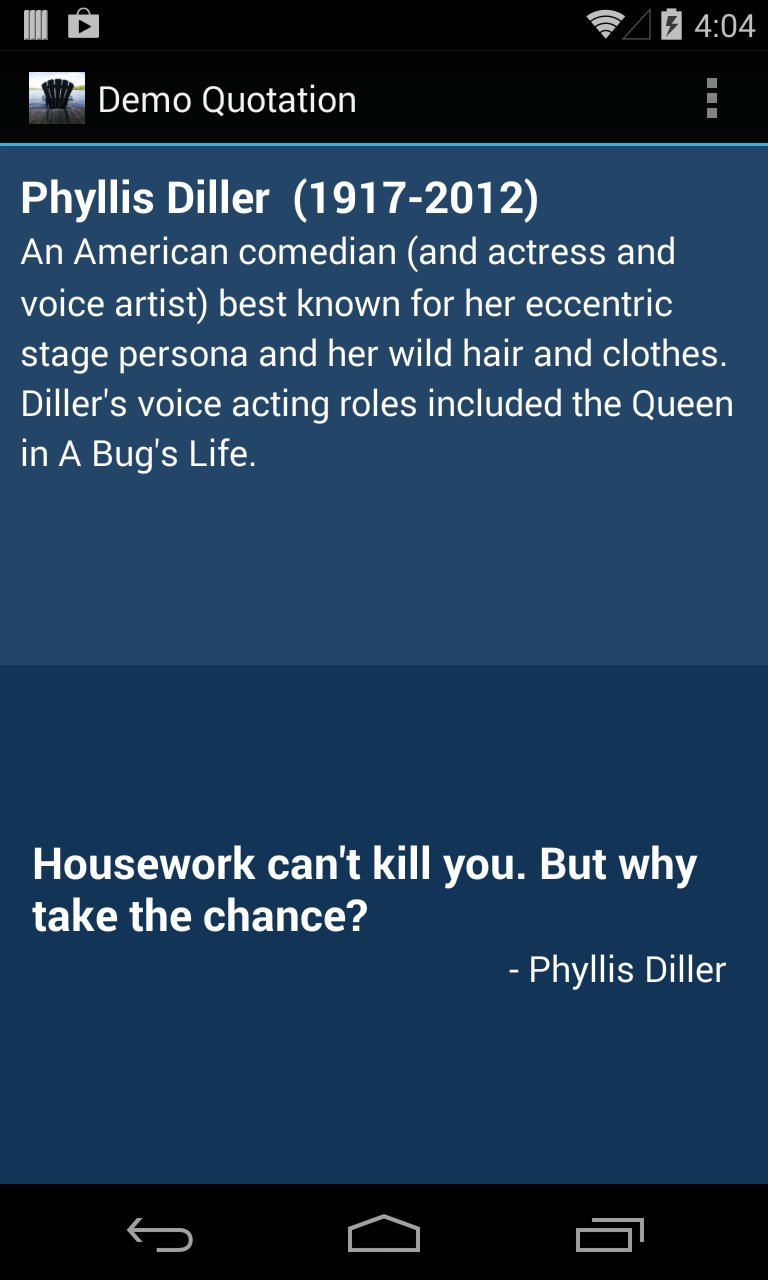 4:04
Demo Quotation
Phyllis Diller  (1917-2012)
An American comedian (and actress and
voice artist) best known for her eccentric
stage persona and her wild hair and clothes.
Diller's voice acting roles included the Queen
in A Bug's Life.
Housework can't kill you. But why
take the chance?
- Phyllis Diller